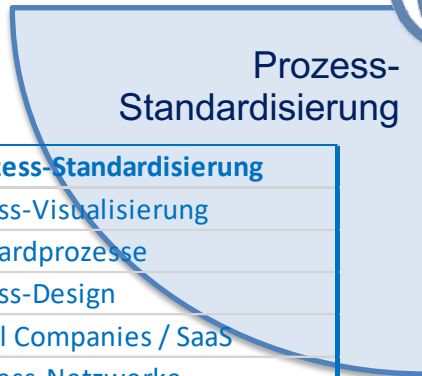 Prozess-
Standardisierung
ess-Standardisierung
ss-Visualisierung
ardprozesse
ss-Design
l Companies / SaaS